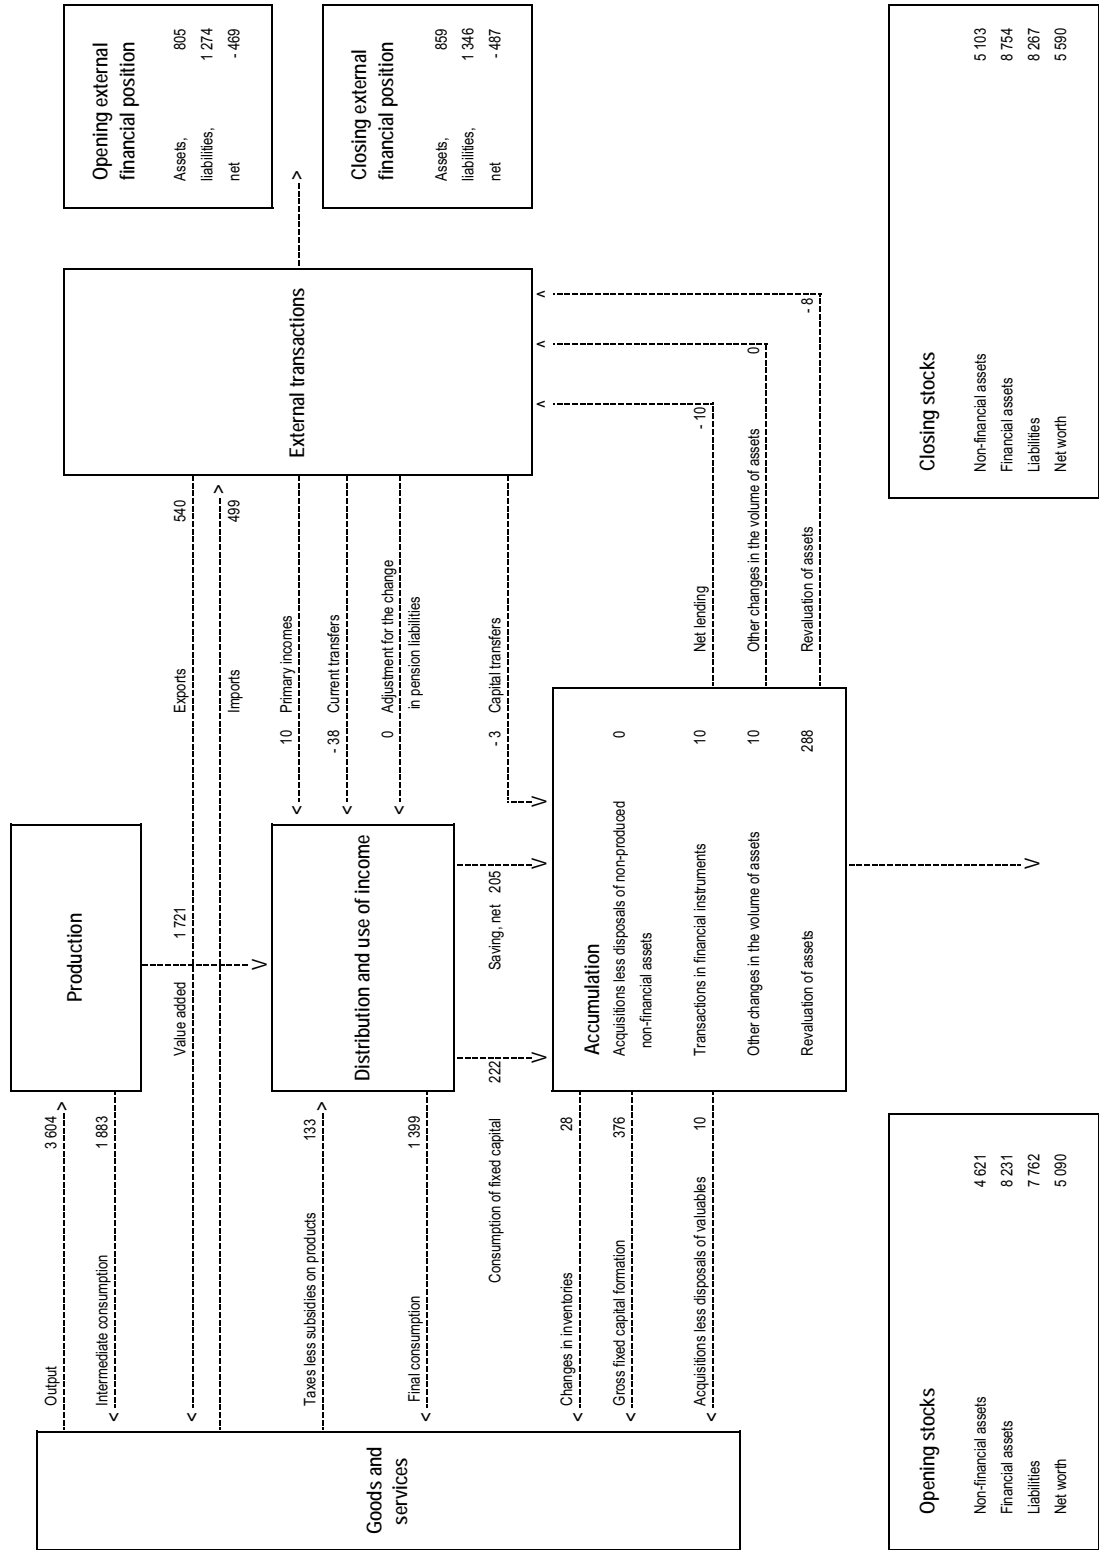 Goods and
services
Output 3 604
Intermediate consumption 1 883
Production
Value added 1 721
Exports 540
Imports 499
Opening external
financial position
Assets, 805
liabilities, 1 274
net - 469
Taxes less subsidies on products 133
Final consumption 1 399
Distribution and use of income
10 Primary incomes
- 38 Current transfers
0 Adjustment for the change
in pension liabilities
External transactions
Closing external
financial position
Assets, 859
liabilities, 1 346
net - 487
Consumption of fixed capital 222
Saving, net 205
- 3 Capital transfers
Changes in inventories 28
Gross fixed capital formation 376
Acquisitions less disposals of valuables 10
Accumulation
Acquisitions less disposals of non-produced 0
non-financial assets
Transactions in financial instruments 10
Other changes in the volume of assets 10
Revaluation of assets 288
Net lending - 10
Other changes in the volume of assets 0
Revaluation of assets - 8
Opening stocks
Non-financial assets 4 621
Financial assets 8 231
Liabilities 7 762
Net worth 5 090
Closing stocks
Non-financial assets 5 103
Financial assets 8 754
Liabilities 8 267
Net worth 5 590